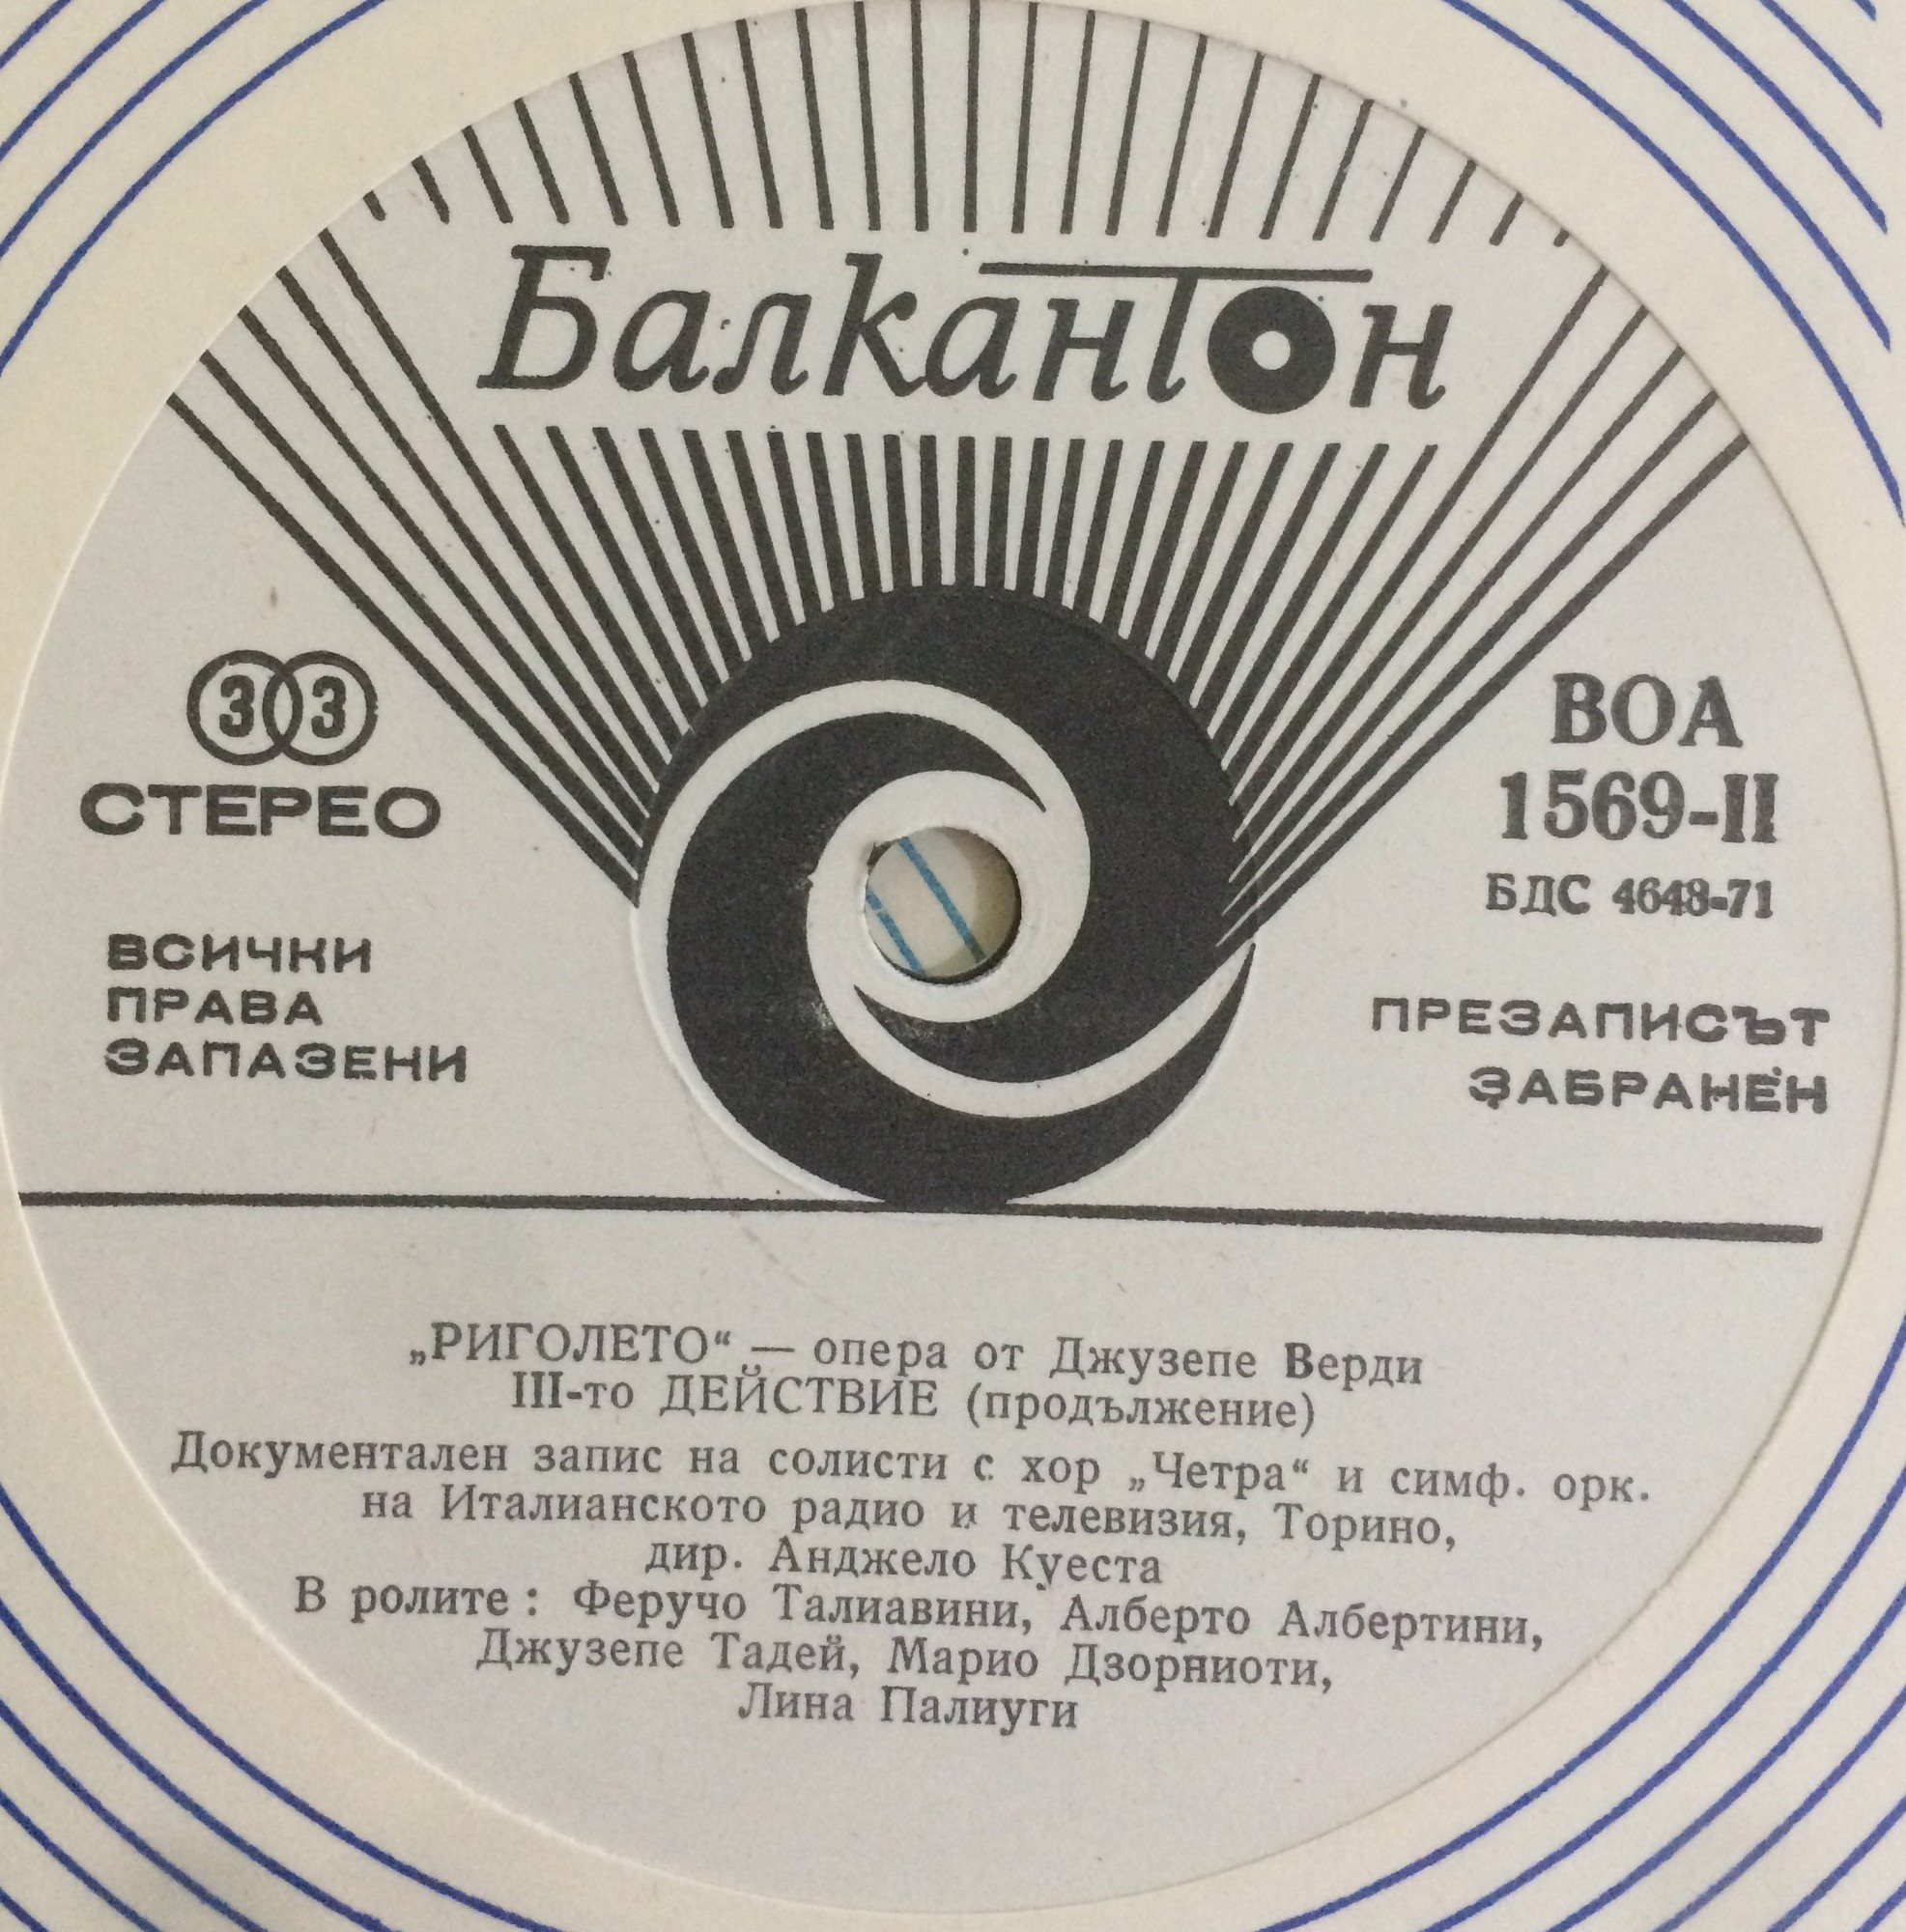 Балкантон
33
СТЕРЕО
ВСИЧКИ
ПРАВА
ЗАПАЗЕНИ
ВОА
1569-II
БДС 4648-71
ПРЕЗАПИСЪТ
ЗАБРАНЕН
„РИГОЛЕТО“ — опера от Джузепе Верди
III-то ДЕЙСТВИЕ (продължение)
Документален запис на солисти с хор „Четра“ и симф. орк.
на Италианското радио и телевизия, Торино,
дир. Анджело Куеста
В ролите : Феручо Талиавини, Алберто Албертини,
Джузепе Тадей, Марио Дзорниоти,
Лина Палиуги